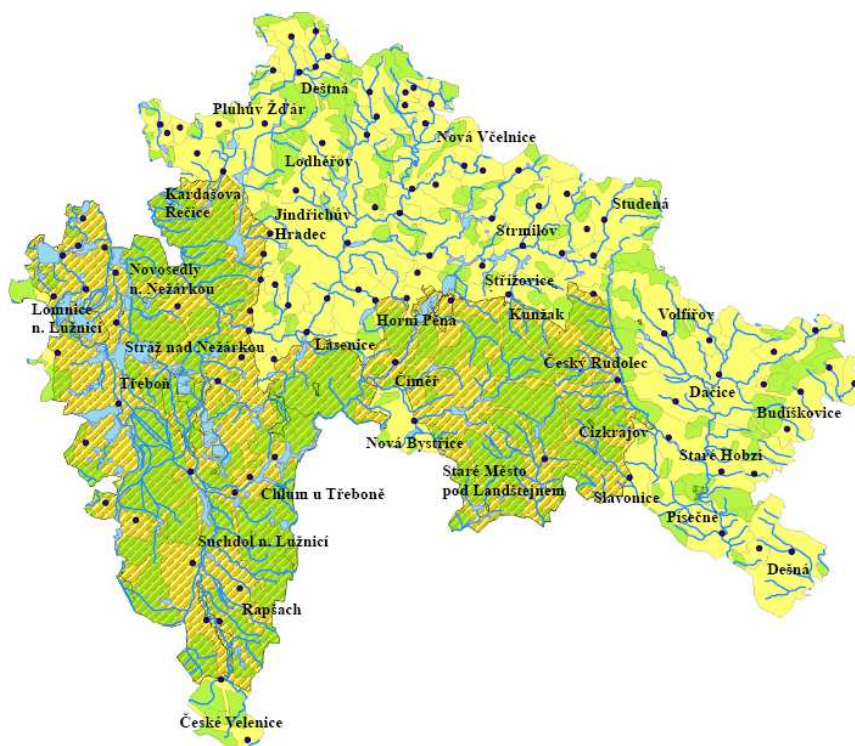 Deštná
Pluhův Žďár
Nová Včelnice
Lodhéřov
Kardašova
Řečice
Studená
Jindřichův
Hradec
Strmilov
Novosedly
n. Nežárkou
Střížovice
Lomnice
n. Lužnicí
Horní Pěna
Kunžak
Volfířov
Stráž nad Nežárkou
Lásenice
Český Rudolec
Třeboň
Číměř
Dačice
Budíškovice
Nová Bystřice
Cizkrajov
Staré Hobzí
Staré Město
pod Landštejnem
Chlum u Třeboně
Slavonice
Písečné
Suchdol n. Lužnicí
Dešná
Rapšach
České Velenice